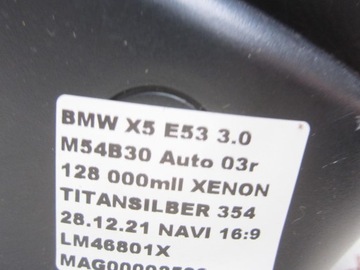 BMW X5 E53 3.0
M54B30 Auto 03r
128 000mil XENON
TITANSILBER 354
28.12.21 NAVI 16:9
LM46801X